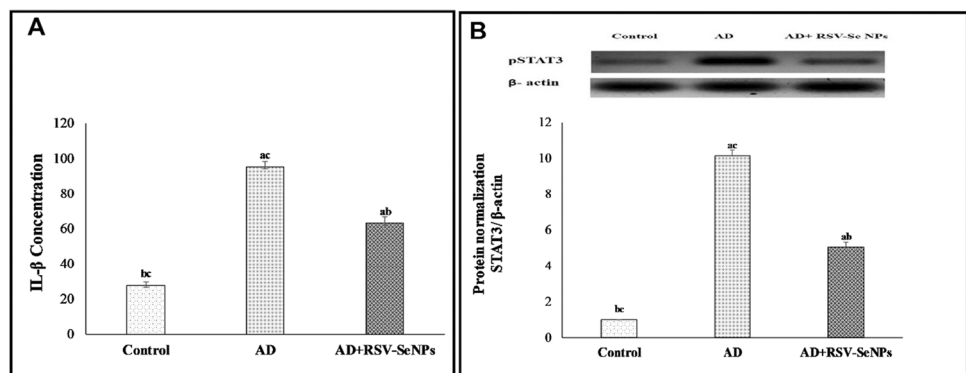 A
IL-β Concentration
120
100
80
60
40
20
0
bc
ac
ab
Control AD AD+RSV-SeNPs
B
Control AD AD+ RSV-Se NPs
pSTAT3
β- actin
Protein normalization
STAT3/β-actin
12
10
8
6
4
2
0
bc
ac
ab
Control AD AD+RSV-SeNPs